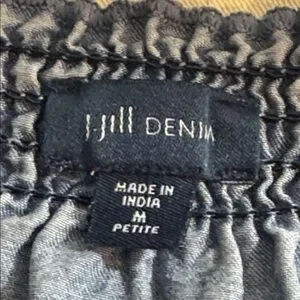 J.Jill DENIM
MADE IN
INDIA
M
PETITE